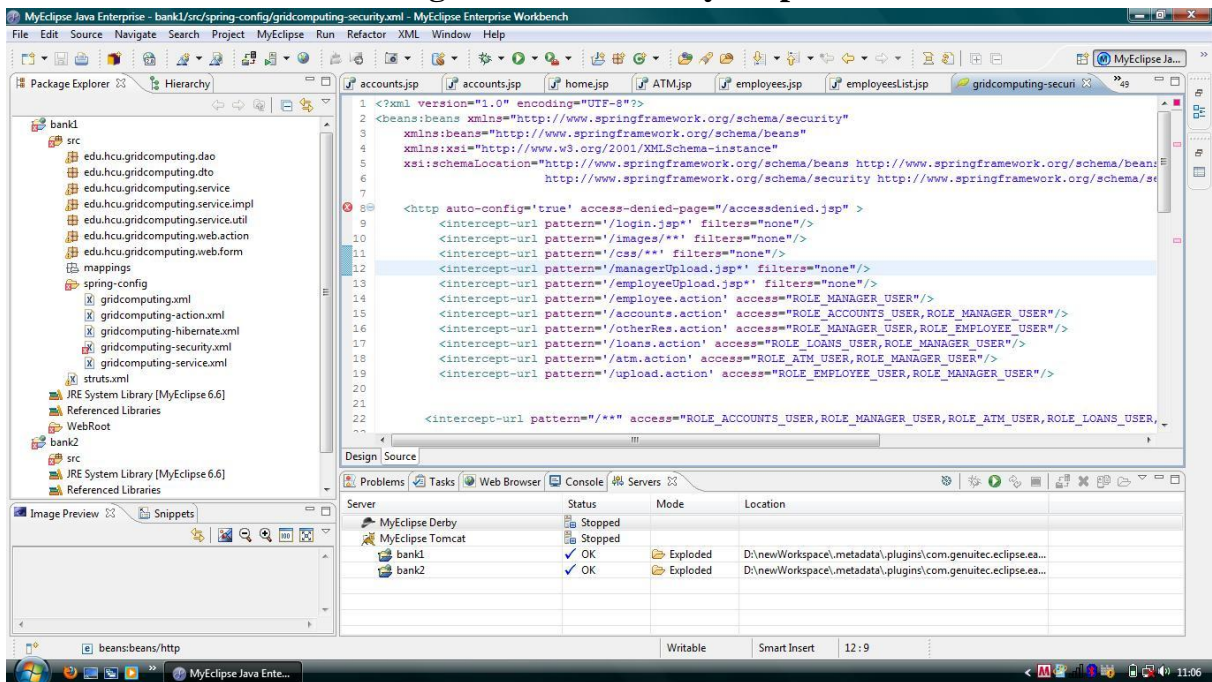 MyEclipse Java Enterprise - bank1/src/spring-config/gridcomputing-security.xml - MyEclipse Enterprise Workbench
File Edit Source Navigate Search Project MyEclipse Run Refactor XML Window Help
MyEclipse Ja...
Package Explorer Hierarchy
accounts.jsp accounts.jsp home.jsp ATM.jsp employees.jsp employeesList.jsp gridcomputing-securi 49
bank1
src
edu.hcu.gridcomputing.dao
edu.hcu.gridcomputing.dto
edu.hcu.gridcomputing.service
edu.hcu.gridcomputing.service.impl
edu.hcu.gridcomputing.service.util
edu.hcu.gridcomputing.web.action
edu.hcu.gridcomputing.web.form
mappings
spring-config
gridcomputing.xml
gridcomputing-action.xml
gridcomputing-hibernate.xml
gridcomputing-security.xml
gridcomputing-service.xml
struts.xml
JRE System Library [MyEclipse 6.6]
Referenced Libraries
WebRoot
bank2
src
JRE System Library [MyEclipse 6.6]
Referenced Libraries
1 <?xml version="1.0" encoding="UTF-8"?>
2 <beans:beans xmlns="http://www.springframework.org/schema/security"
3 xmlns:beans="http://www.springframework.org/schema/beans"
4 xmlns:xsi="http://www.w3.org/2001/XMLSchema-instance"
5 xsi:schemaLocation="http://www.springframework.org/schema/beans http://www.springframework.org/schema/beans
6 http://www.springframework.org/schema/security http://www.springframework.org/schema/se
7
8 <http auto-config='true' access-denied-page="/accessdenied.jsp" >
9 <intercept-url pattern='/login.jsp*' filters="none"/>
10 <intercept-url pattern='/images/**' filters="none"/>
11 <intercept-url pattern='/css/**' filters="none"/>
12 <intercept-url pattern='/managerUpload.jsp*' filters="none"/>
13 <intercept-url pattern='/employeeUpload.jsp*' filters="none"/>
14 <intercept-url pattern='/employee.action' access="ROLE_MANAGER_USER"/>
15 <intercept-url pattern='/accounts.action' access="ROLE_ACCOUNTS_USER,ROLE_MANAGER_USER"/>
16 <intercept-url pattern='/otherRes.action' access="ROLE_MANAGER_USER,ROLE_EMPLOYEE_USER"/>
17 <intercept-url pattern='/loans.action' access="ROLE_LOANS_USER,ROLE_MANAGER_USER"/>
18 <intercept-url pattern='/atm.action' access="ROLE_ATM_USER,ROLE_MANAGER_USER"/>
19 <intercept-url pattern='/upload.action' access="ROLE_EMPLOYEE_USER,ROLE_MANAGER_USER"/>
20
21
22 <intercept-url pattern="/**" access="ROLE_ACCOUNTS_USER,ROLE_MANAGER_USER,ROLE_ATM_USER,ROLE_LOANS_USER,
Design Source
Image Preview Snippets
Problems Tasks Web Browser Console Servers
Server Status Mode Location
MyEclipse Derby Stopped
MyEclipse Tomcat Stopped
bank1 OK Exploded D:\newWorkspace\.metadata\.plugins\com.genuitec.eclipse.ea...
bank2 OK Exploded D:\newWorkspace\.metadata\.plugins\com.genuitec.eclipse.ea...
beans:beans/http Writable Smart Insert 12 : 9
MyEclipse Java Ente... 11:06